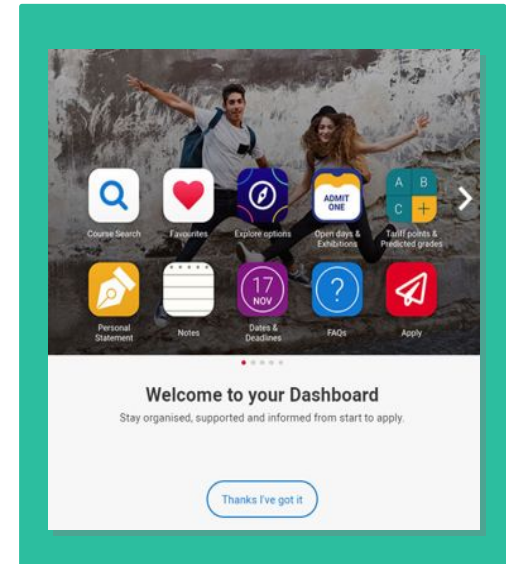 ADMIT
ONE
A B
C +
Course Search
Favourites
Explore options
Open days &
Exhibitions
Tariff points &
Predicted grades
17
NOV
?
Personal
Statement
Notes
Dates &
Deadlines
FAQs
Apply
Welcome to your Dashboard
Stay organised, supported and informed from start to apply.
Thanks I've got it